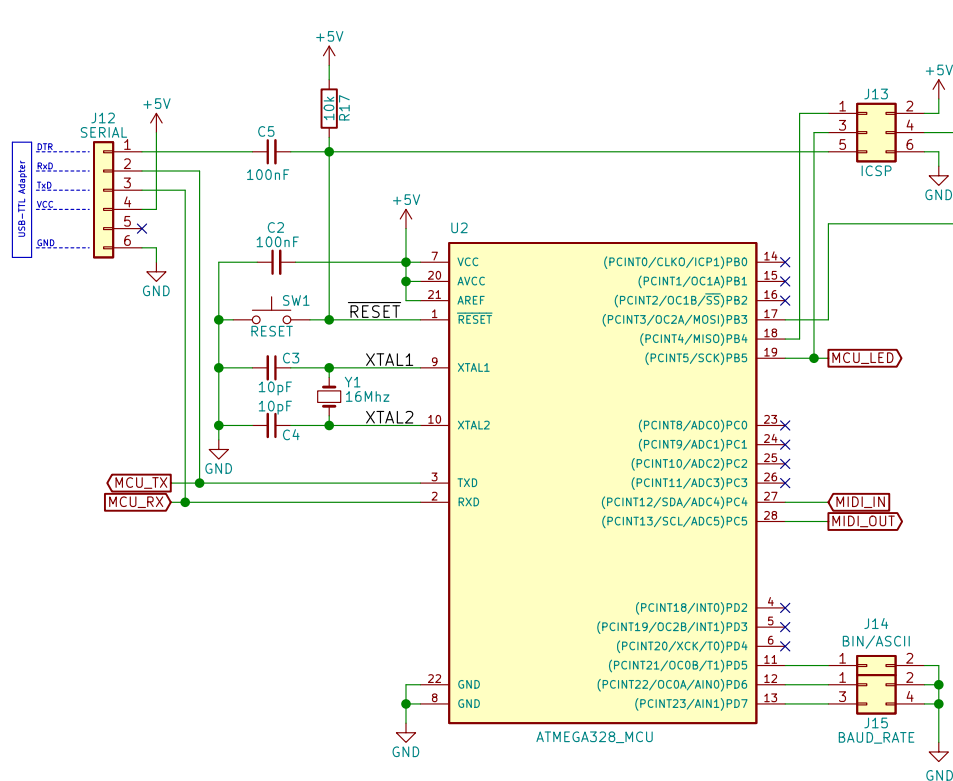 +5V
10k
R17
+5V
J12
SERIAL
USB-TTL Adapter
DTR
RxD
TxD
VCC
GND
1
2
3
4
5
6
GND
C5
100nF
+5V
C2
100nF
SW1
RESET
RESET
C3
10pF
10pF
C4
Y1
16Mhz
XTAL1
XTAL2
GND
MCU_TX
MCU_RX
U2
7 VCC
20 AVCC
21 AREF
1 RESET
9 XTAL1
10 XTAL2
3 TXD
2 RXD
22 GND
8 GND
GND
(PCINT0/CLKO/ICP1)PB0 14
(PCINT1/OC1A)PB1 15
(PCINT2/OC1B/SS)PB2 16
(PCINT3/OC2A/MOSI)PB3 17
(PCINT4/MISO)PB4 18
(PCINT5/SCK)PB5 19
(PCINT8/ADC0)PC0 23
(PCINT9/ADC1)PC1 24
(PCINT10/ADC2)PC2 25
(PCINT11/ADC3)PC3 26
(PCINT12/SDA/ADC4)PC4 27
(PCINT13/SCL/ADC5)PC5 28
(PCINT18/INT0)PD2 4
(PCINT19/OC2B/INT1)PD3 5
(PCINT20/XCK/T0)PD4 6
(PCINT21/OC0B/T1)PD5 11
(PCINT22/OC0A/AIN0)PD6 12
(PCINT23/AIN1)PD7 13
ATMEGA328_MCU
J13
1 2
3 4
5 6
ICSP
+5V
GND
MCU_LED
MIDI_IN
MIDI_OUT
J14
BIN/ASCII
1 2
1 2
3 4
J15
BAUD_RATE
GND